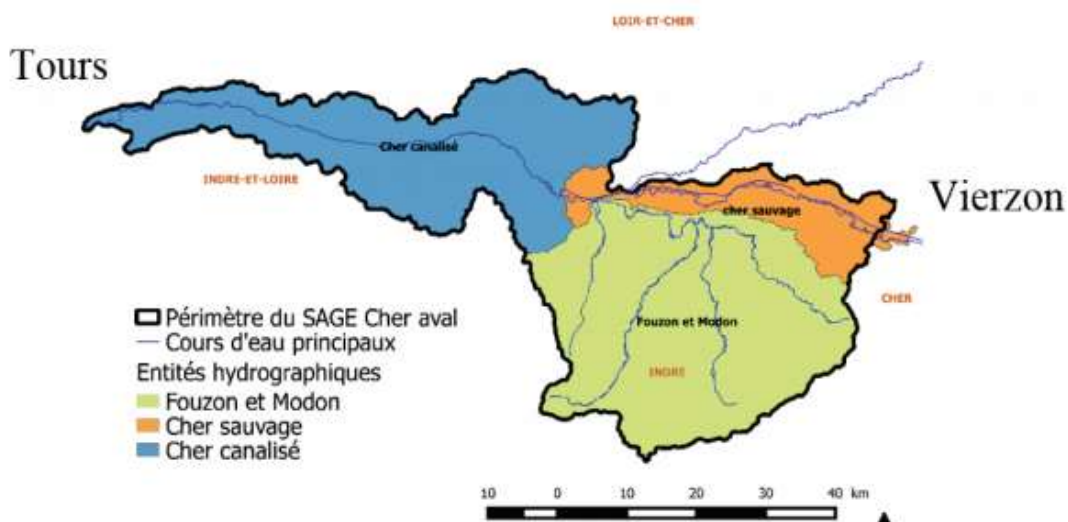 LOIR-ET-CHER
Tours
Cher canalisé
INDRE-ET-LOIRE
Vierzon
cher sauvage
CHER
Périmètre du SAGE Cher aval
Cours d'eau principaux
Fouzon et Modon
Entités hydrographiques
INDRE
Fouzon et Modon
Cher sauvage
Cher canalisé
10 0 10 20 30 40 km